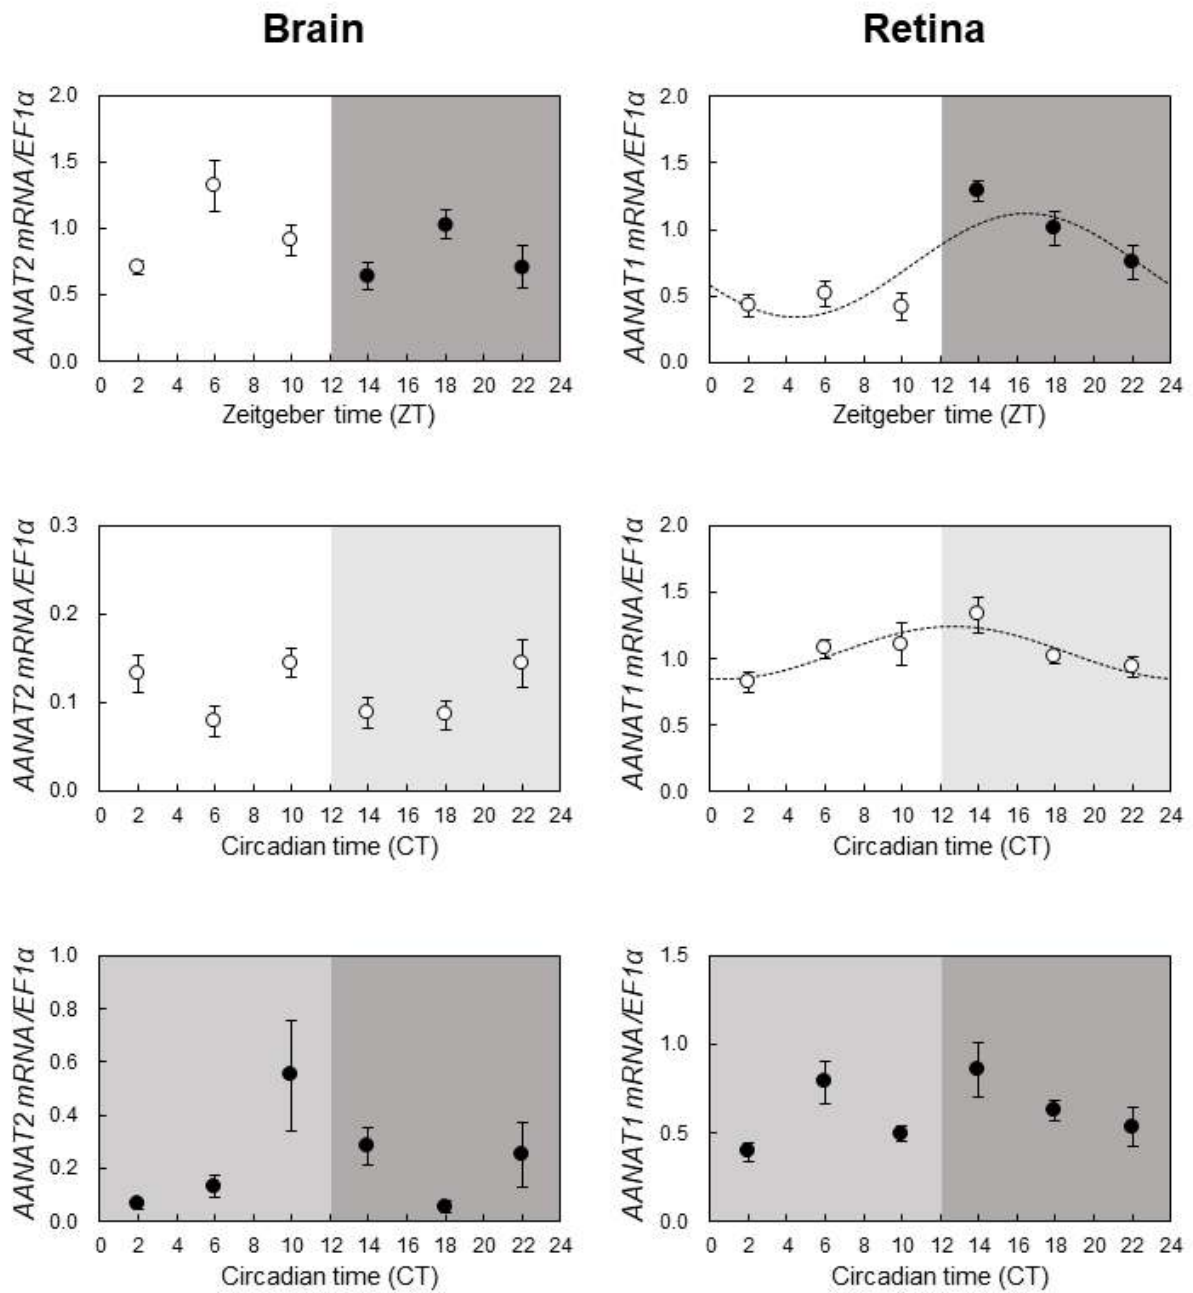 Brain Retina
AANAT2 mRNA/EF1α
2.0
1.5
1.0
0.5
0.0
0 2 4 6 8 10 12 14 16 18 20 22 24
Zeitgeber time (ZT)
AANAT1 mRNA/EF1α
2.0
1.5
1.0
0.5
0.0
0 2 4 6 8 10 12 14 16 18 20 22 24
Zeitgeber time (ZT)
AANAT2 mRNA/EF1α
0.3
0.2
0.1
0.0
0 2 4 6 8 10 12 14 16 18 20 22 24
Circadian time (CT)
AANAT1 mRNA/EF1α
2.0
1.5
1.0
0.5
0.0
0 2 4 6 8 10 12 14 16 18 20 22 24
Circadian time (CT)
AANAT2 mRNA/EF1α
1.0
0.8
0.6
0.4
0.2
0.0
0 2 4 6 8 10 12 14 16 18 20 22 24
Circadian time (CT)
AANAT1 mRNA/EF1α
1.5
1.0
0.5
0.0
0 2 4 6 8 10 12 14 16 18 20 22 24
Circadian time (CT)